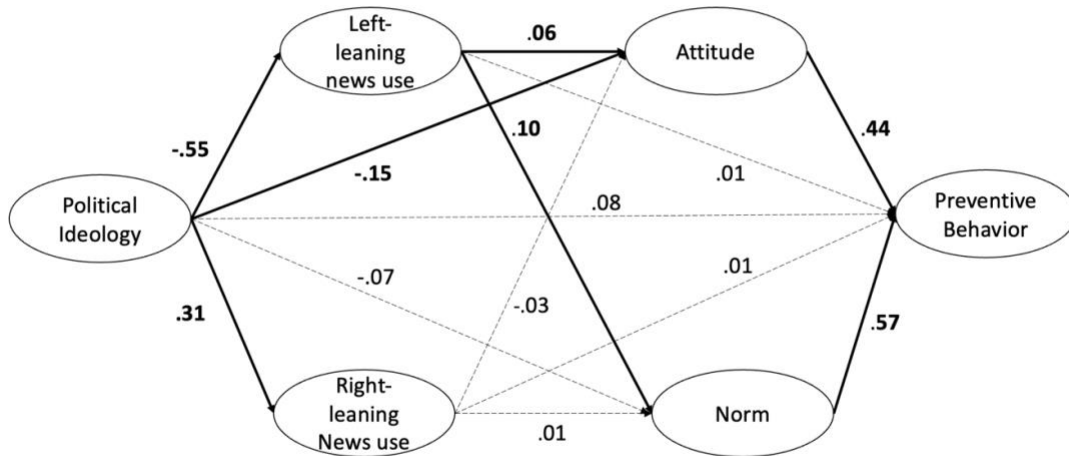 Left-
leaning
news use
.06
Attitude
-.55
.10
.44
-.15
.01
Political
Ideology
.08
Preventive
Behavior
-.07
.01
.31
-.03
.57
Right-
leaning
News use
.01
Norm